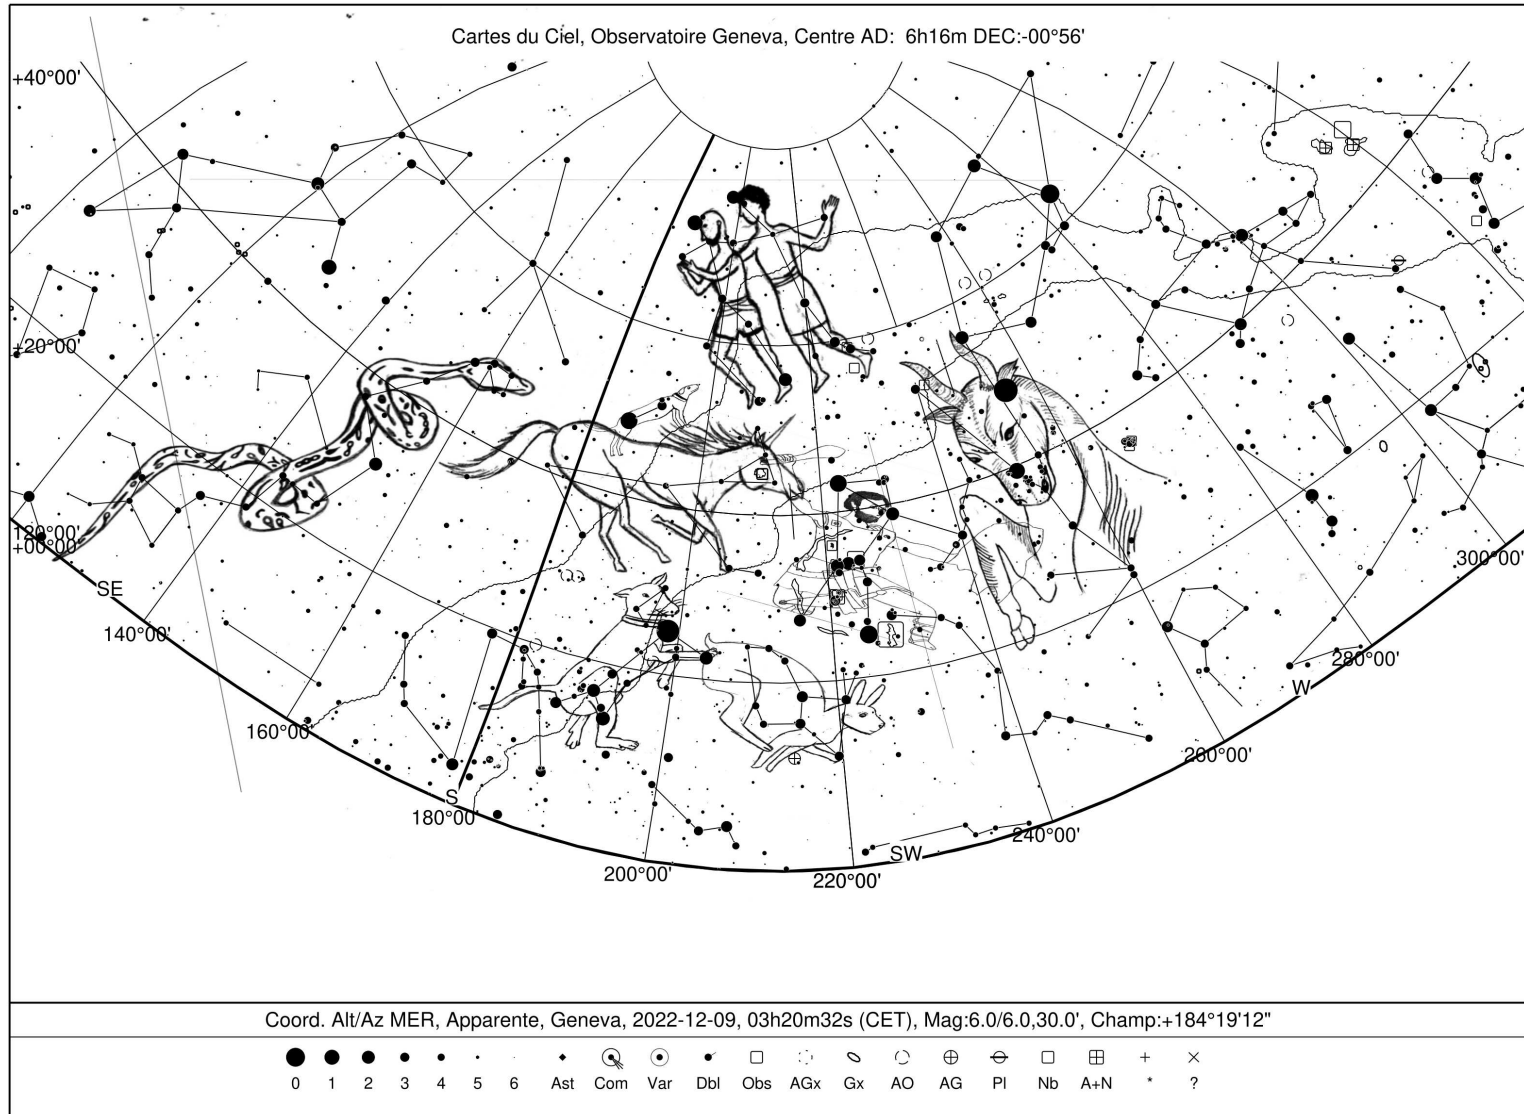 Cartes du Ciel, Observatoire Geneva, Centre AD:  6h16m DEC:-00°56'
+40°00'
+20°00'
120°00'
+00°00'
SE
140°00'
160°00'
S
180°00'
200°00'
SW
220°00'
240°00'
260°00'
W
280°00'
300°00'
Coord. Alt/Az MER, Apparente, Geneva, 2022-12-09, 03h20m32s (CET), Mag:6.0/6.0,30.0', Champ:+184°19'12"
0 1 2 3 4 5 6 Ast Com Var Dbl Obs AGx Gx AO AG Pl Nb A+N * ?